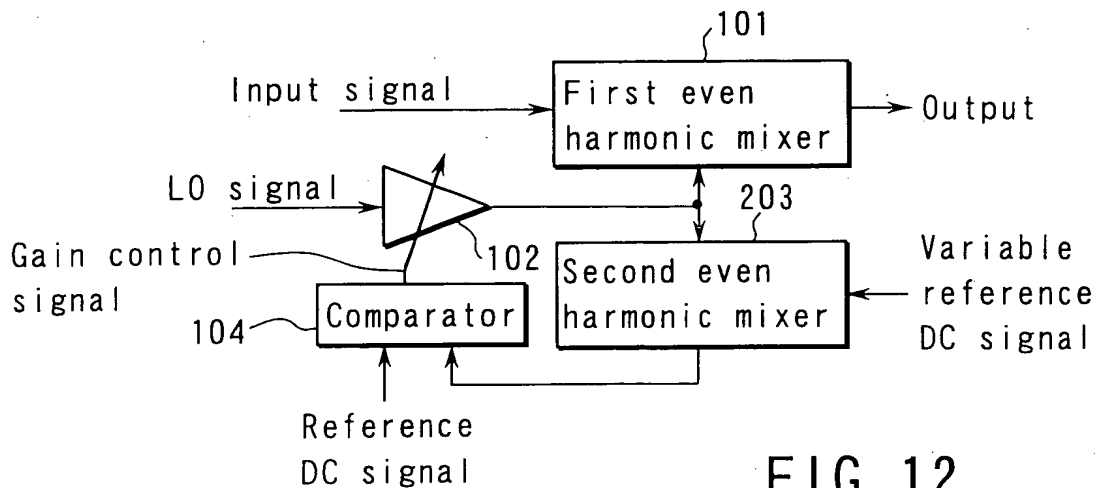 101
Input signal
First even
harmonic mixer
Output
LO signal
203
102
Gain control
signal
Second even
harmonic mixer
Variable
reference
DC signal
104
Comparator
Reference
DC signal
FIG. 12